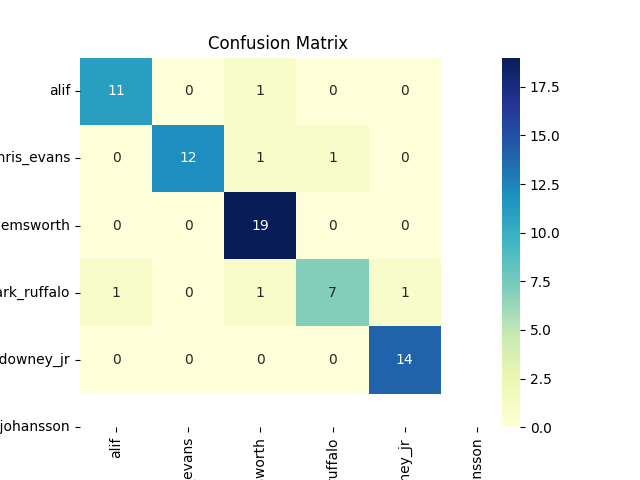 Confusion Matrix
alif 11 0 1 0 0
hris_evans 0 12 1 1 0
emsworth 0 0 19 0 0
ark_ruffalo 1 0 1 7 1
downey_jr 0 0 0 0 14
johansson
alif evans sworth ruffalo ney_jr nsson
17.5
15.0
12.5
10.0
7.5
5.0
2.5
0.0